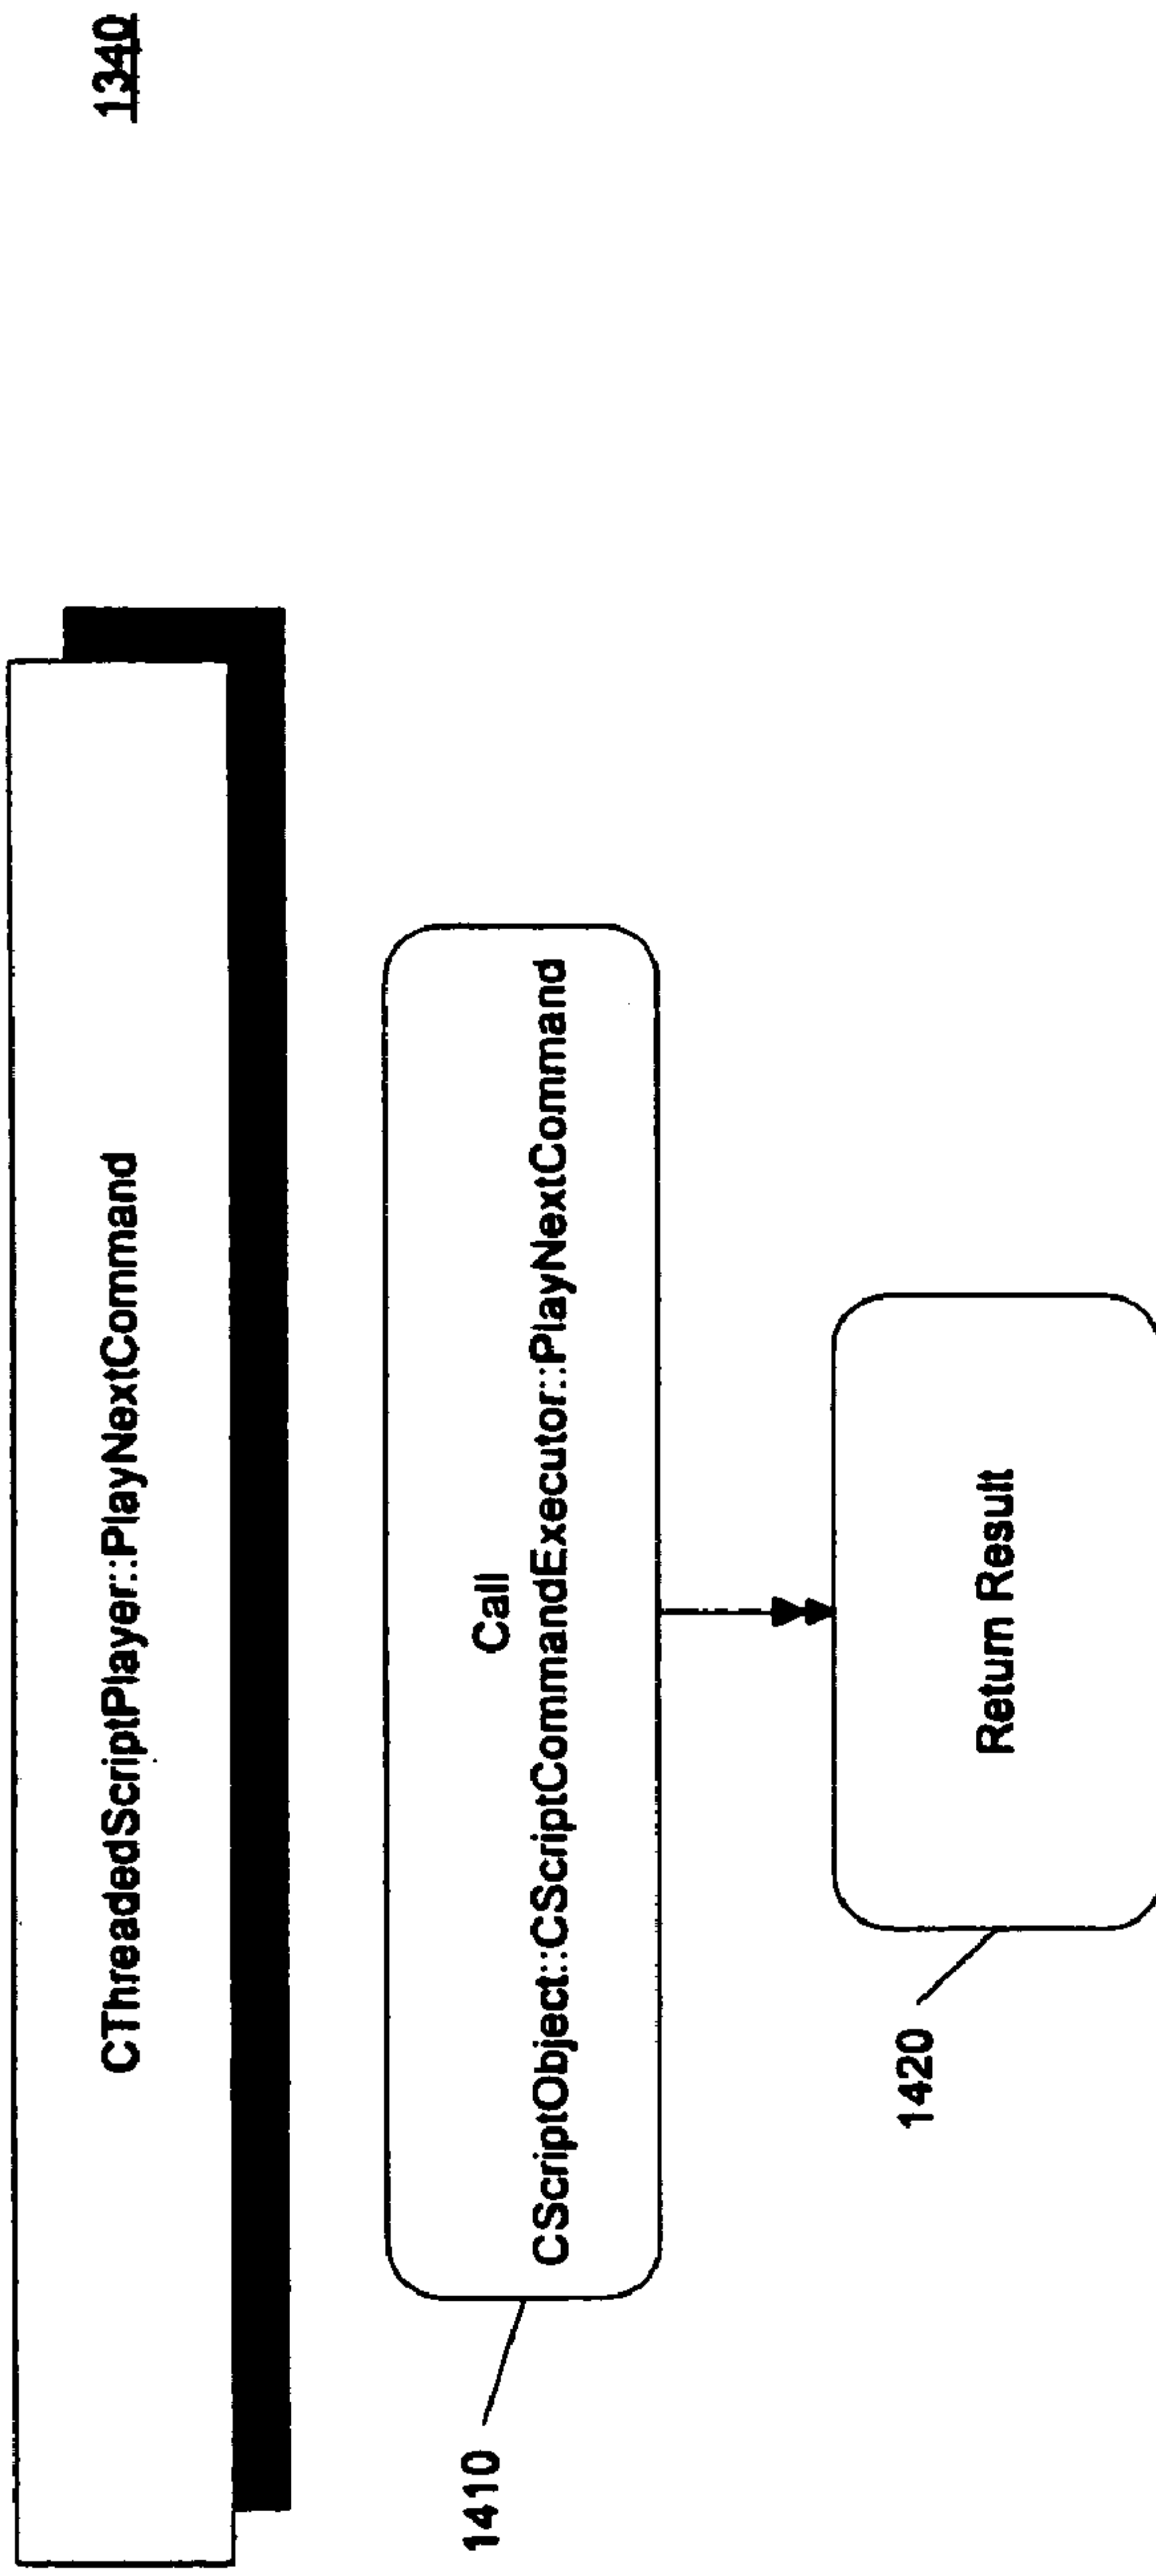 1340
CThreadedScriptPlayer::PlayNextCommand
Call
CScriptObject::CScriptCommandExecutor::PlayNextCommand
1410
Return Result
1420